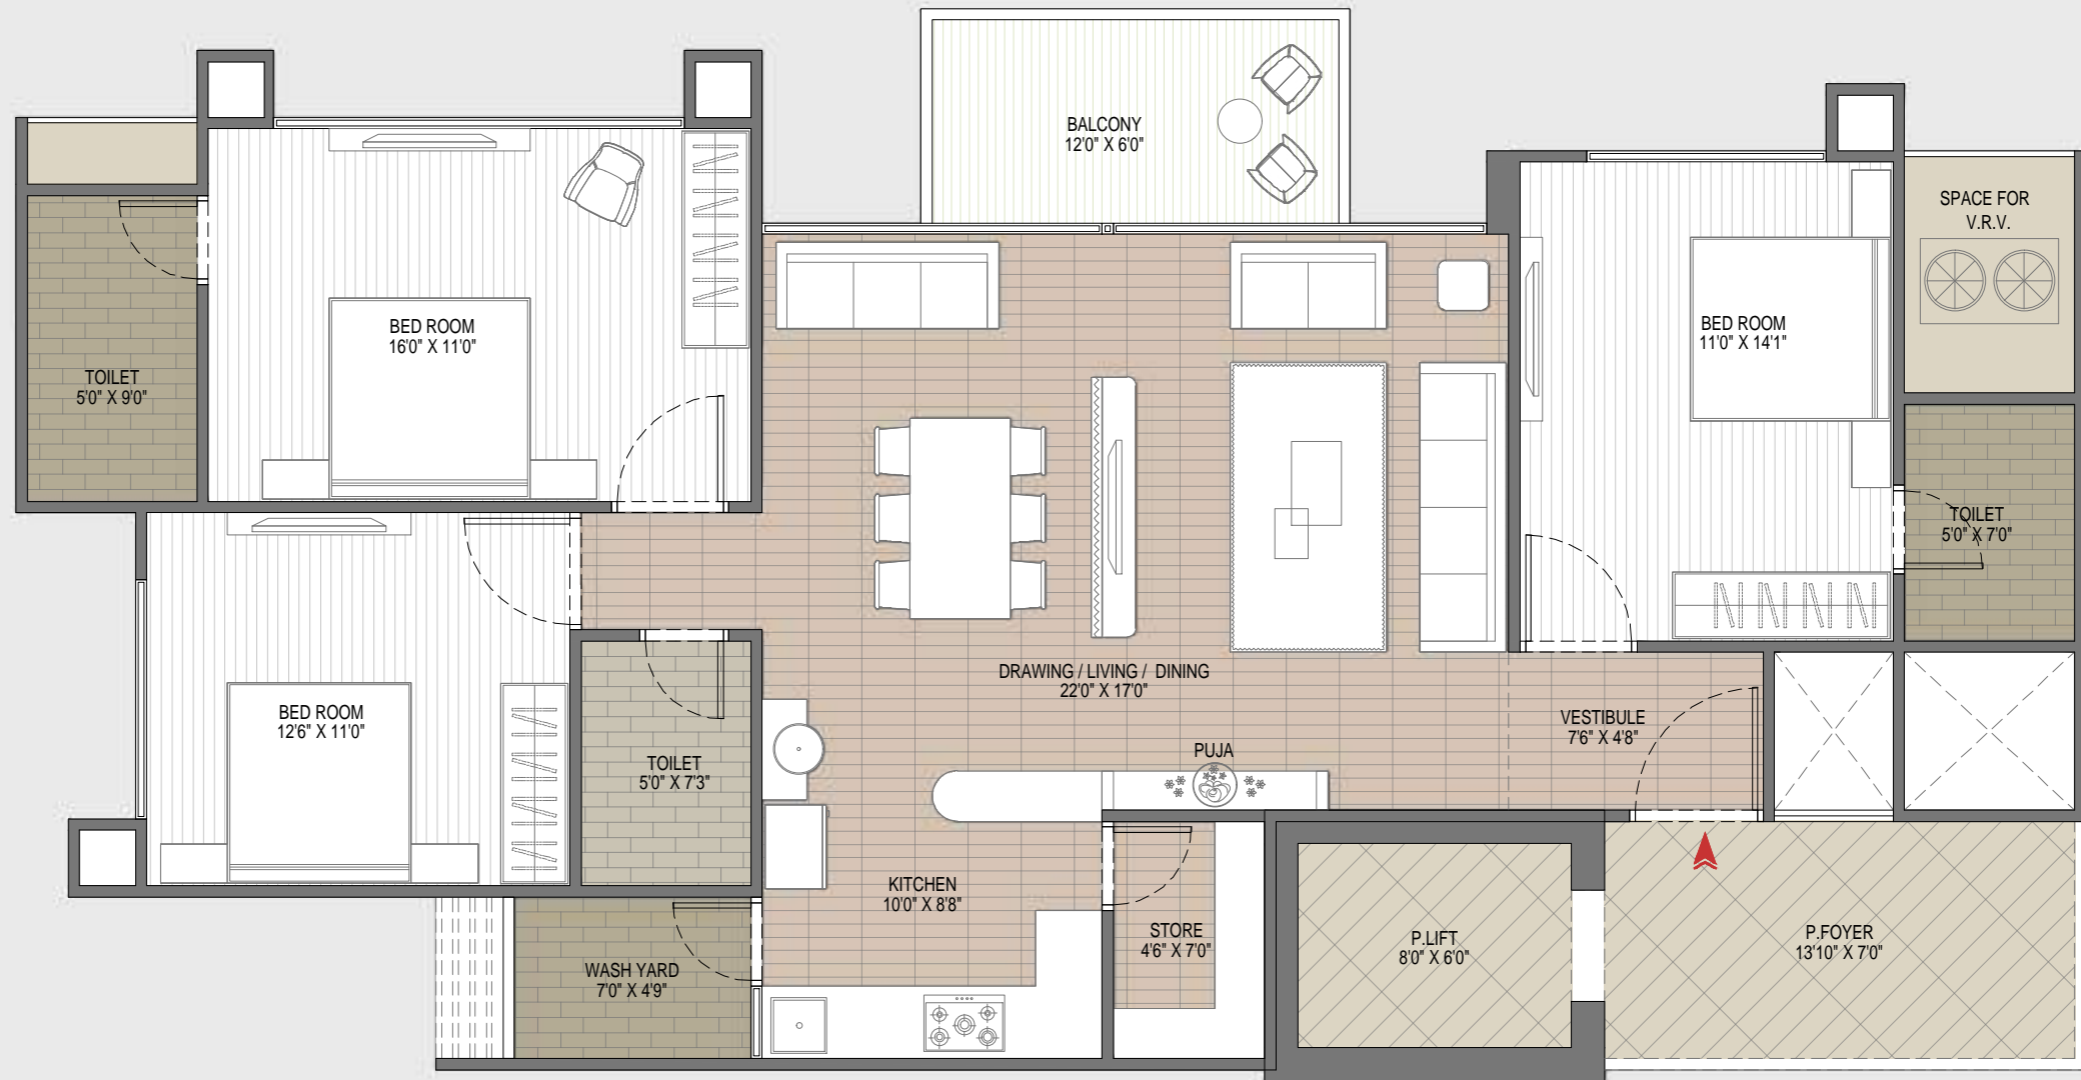 BALCONY
12'0" X 6'0"
SPACE FOR
V.R.V.
BED ROOM
16'0" X 11'0"
BED ROOM
11'0" X 14'1"
TOILET
5'0" X 9'0"
TOILET
5'0" X 7'0"
DRAWING / LIVING / DINING
22'0" X 17'0"
BED ROOM
12'6" X 11'0"
VESTIBULE
7'6" X 4'8"
PUJA
TOILET
5'0" X 7'3"
KITCHEN
10'0" X 8'8"
STORE
4'6" X 7'0"
P.LIFT
8'0" X 6'0"
P.FOYER
13'10" X 7'0"
WASH YARD
7'0" X 4'9"